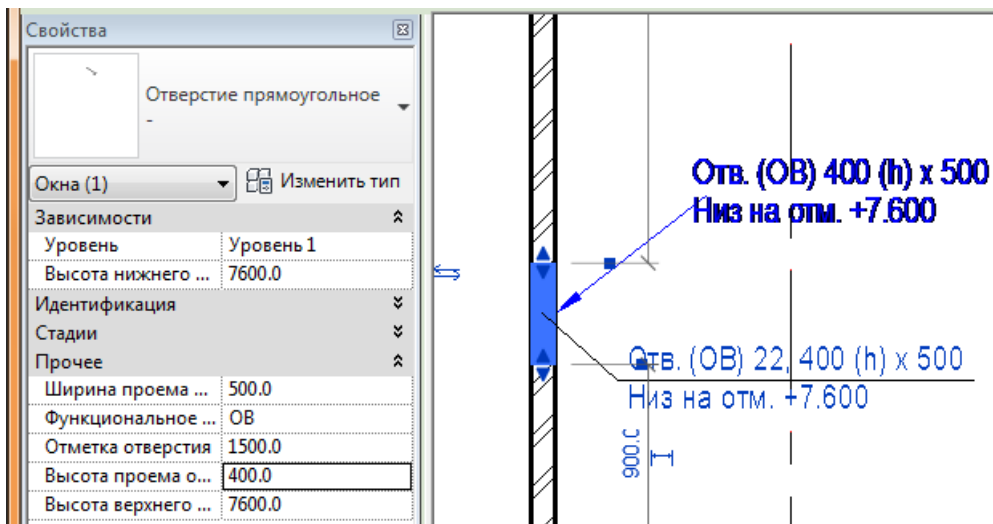 Свойства
Отверстие прямоугольное
-
Окна (1)
Изменить тип
Зависимости
Уровень Уровень 1
Высота нижнего ... 7600.0
Идентификация
Стадии
Прочее
Ширина проема ... 500.0
Функциональное ... ОВ
Отметка отверстия 1500.0
Высота проема о... 400.0
Высота верхнего ... 7600.0
Отв. (ОВ) 400 (h) x 500
Низ на отм. +7.600
Отв. (ОВ) 22, 400 (h) x 500
Низ на отм. +7.600
900.0